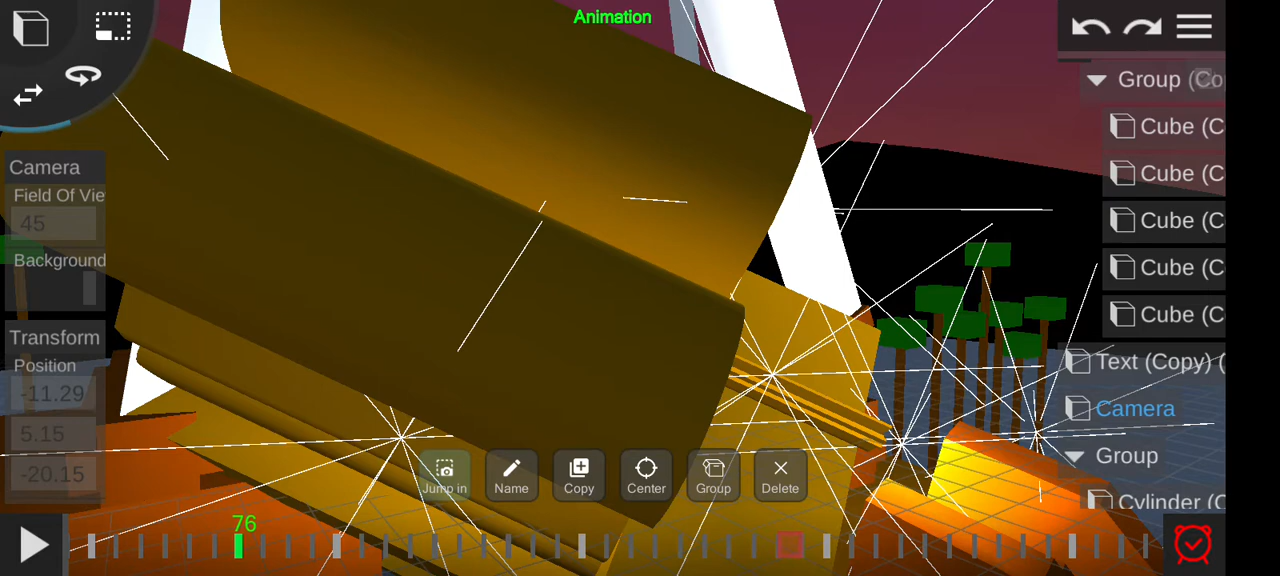 Animation
Camera
Field Of Vie
45
Background
Transform
Position
-11.29
5.15
-20.15
Group (Co
Cube (C
Cube (C
Cube (C
Cube (C
Cube (C
Text (Copy) (
Camera
Group
Cylinder (C
Jump in
Name
Copy
Center
Group
Delete
76